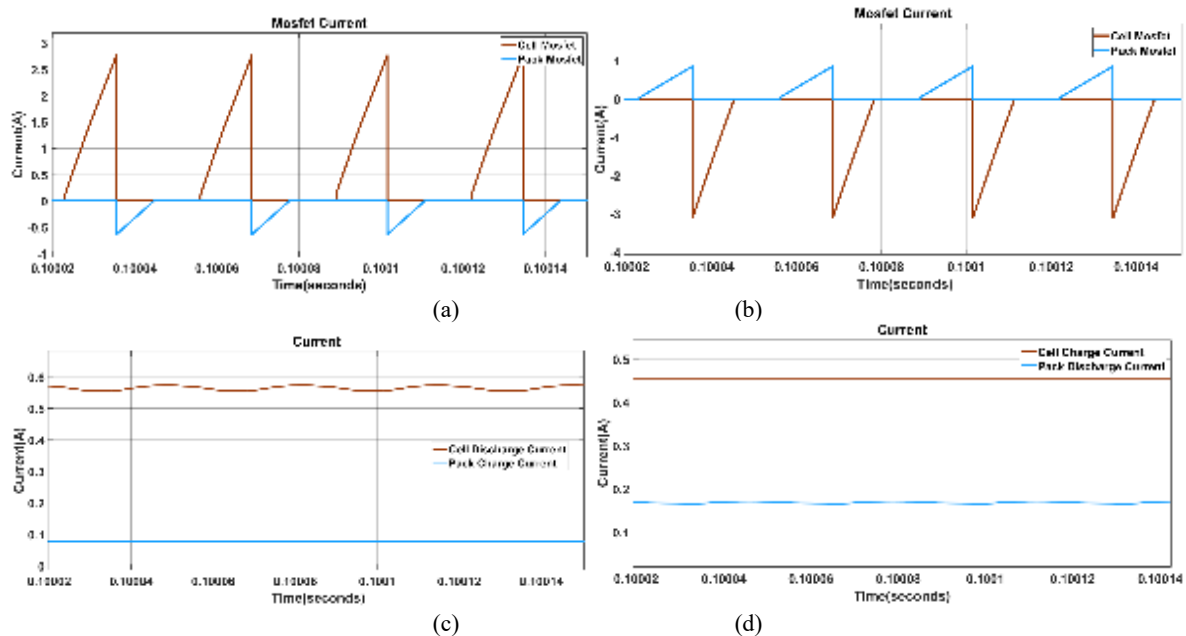 Mosfet Current
Cell Mosfet
Pack Mosfet
3
2.5
2
1.5
1
0.5
0
-0.5
-1
Current(A)
0.10002 0.10004 0.10006 0.10008 0.1001 0.10012 0.10014
Time(seconds)
(a)
Mosfet Current
Cell Mosfet
Pack Mosfet
1
0
-1
-2
-3
-4
Current(A)
0.10002 0.10004 0.10006 0.10008 0.1001 0.10012 0.10014
Time(seconds)
(b)
Current
0.6
0.5
0.4
0.3
0.2
0.1
0
Current(A)
Cell Discharge Current
Pack Charge Current
0.10002 0.10004 0.10006 0.10008 0.1001 0.10012 0.10014
Time(seconds)
(c)
Current
Cell Charge Current
Pack Discharge Current
0.5
0.4
0.3
0.2
0.1
Current(A)
0.10002 0.10004 0.10006 0.10008 0.1001 0.10012 0.10014
Time(seconds)
(d)